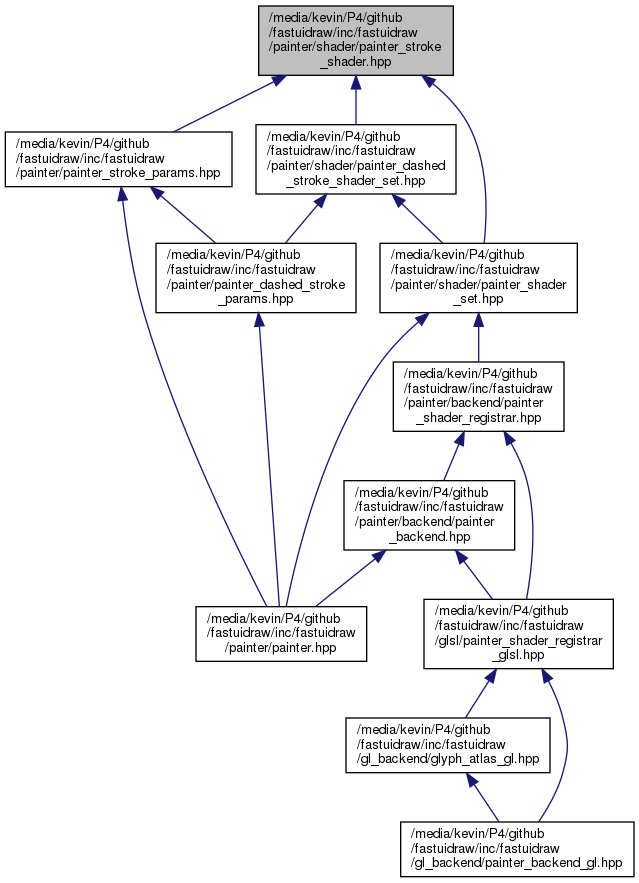 /media/kevin/P4/github
/fastuidraw/inc/fastuidraw
/painter/shader/painter_stroke
_shader.hpp
/media/kevin/P4/github
/fastuidraw/inc/fastuidraw
/painter/painter_stroke_params.hpp
/media/kevin/P4/github
/fastuidraw/inc/fastuidraw
/painter/shader/painter_dashed
_stroke_shader_set.hpp
/media/kevin/P4/github
/fastuidraw/inc/fastuidraw
/painter/painter_dashed_stroke
_params.hpp
/media/kevin/P4/github
/fastuidraw/inc/fastuidraw
/painter/shader/painter_shader
_set.hpp
/media/kevin/P4/github
/fastuidraw/inc/fastuidraw
/painter/backend/painter
_shader_registrar.hpp
/media/kevin/P4/github
/fastuidraw/inc/fastuidraw
/painter/backend/painter
_backend.hpp
/media/kevin/P4/github
/fastuidraw/inc/fastuidraw
/painter/painter.hpp
/media/kevin/P4/github
/fastuidraw/inc/fastuidraw
/glsl/painter_shader_registrar
_glsl.hpp
/media/kevin/P4/github
/fastuidraw/inc/fastuidraw
/gl_backend/glyph_atlas_gl.hpp
/media/kevin/P4/github
/fastuidraw/inc/fastuidraw
/gl_backend/painter_backend_gl.hpp